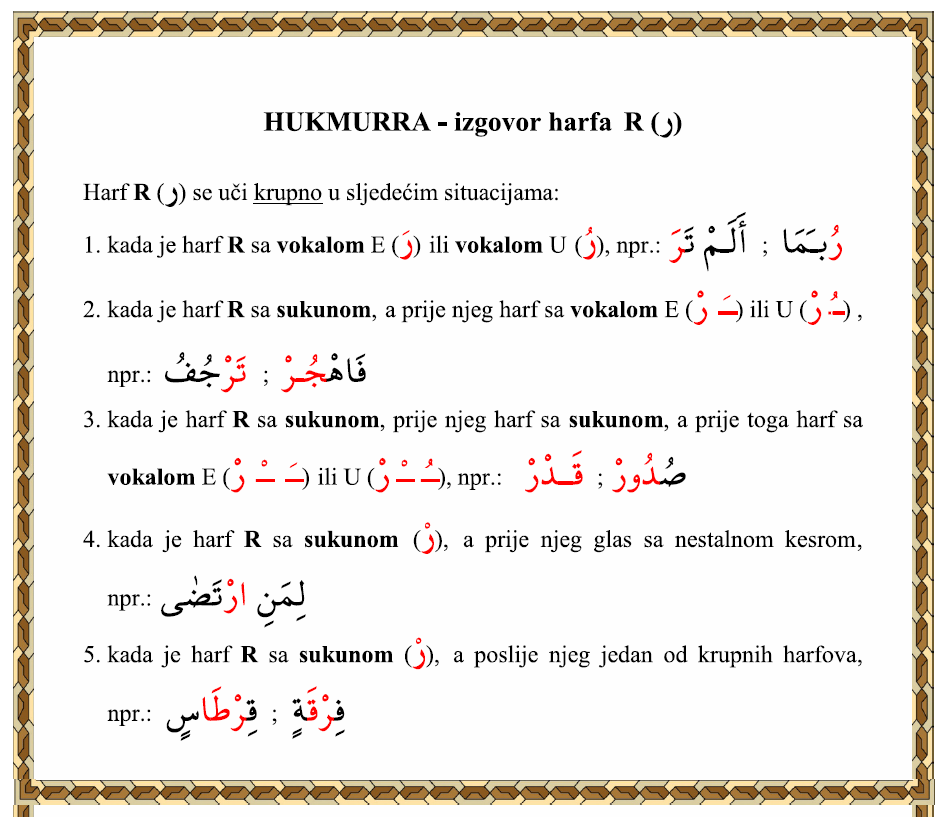 HUKMURRA - izgovor harfa R (ر)
Harf R (ر) se uči krupno u sljedećim situacijama:
1. kada je harf R sa vokalom E (رَ) ili vokalom U (رُ), npr.: أَلَمْ تَرَ ; رُبَمَا
2. kada je harf R sa sukunom, a prije njeg harf sa vokalom E (ـَ رْ) ili U (ـُ رْ) ,
npr.: تَرْجُفُ ; فَاهْجُـرْ
3. kada je harf R sa sukunom, prije njeg harf sa sukunom, a prije toga harf sa
vokalom E (ـَ ـْ رْ) ili U (ـُ ـْ رْ), npr.: قَـدْرْ ; صُدُورْ
4. kada je harf R sa sukunom (رْ), a prije njeg glas sa nestalnom kesrom,
npr.: لِمَنِ ارْتَضٰى
5. kada je harf R sa sukunom (رْ), a poslije njeg jedan od krupnih harfova,
npr.: قِرْطَاسٍ ; فِرْقَةٍ